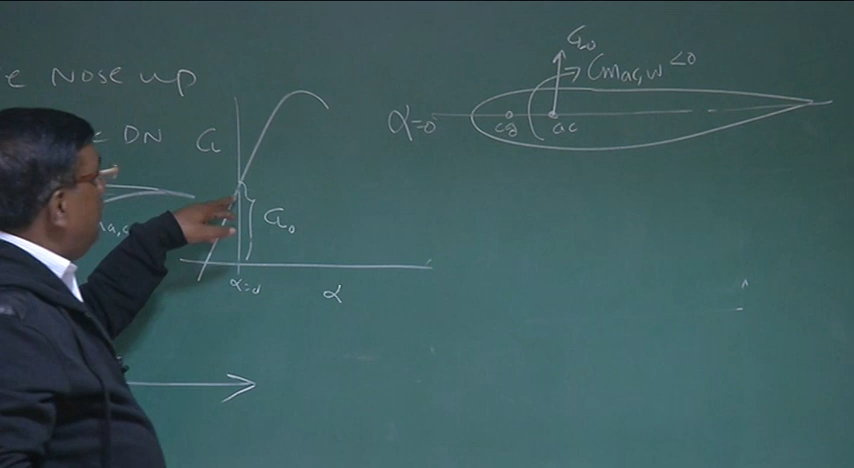 Nose up
DN
CL
CL0
α=0
α
CL0
Cmac,w <0
α=0
cg
ac